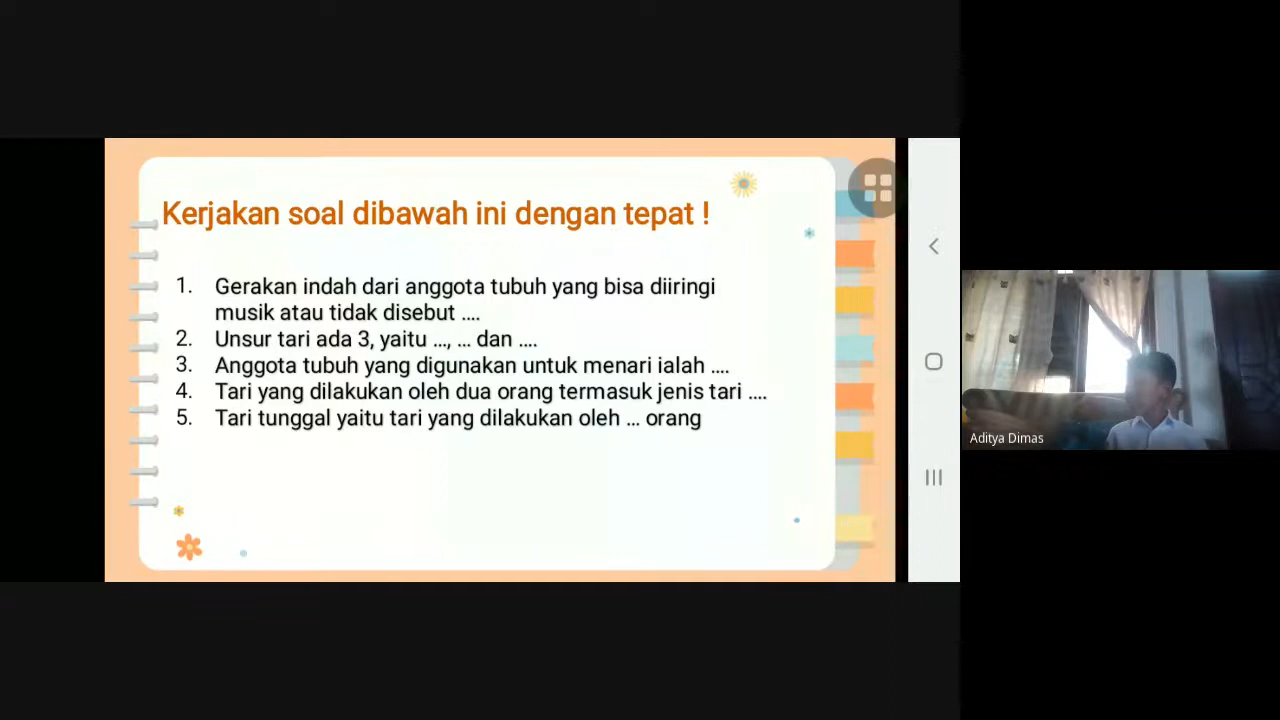 Kerjakan soal dibawah ini dengan tepat !
1. Gerakan indah dari anggota tubuh yang bisa diiringi
musik atau tidak disebut ....
2. Unsur tari ada 3, yaitu ..., ... dan ....
3. Anggota tubuh yang digunakan untuk menari ialah ....
4. Tari yang dilakukan oleh dua orang termasuk jenis tari ....
5. Tari tunggal yaitu tari yang dilakukan oleh ... orang
Aditya Dimas